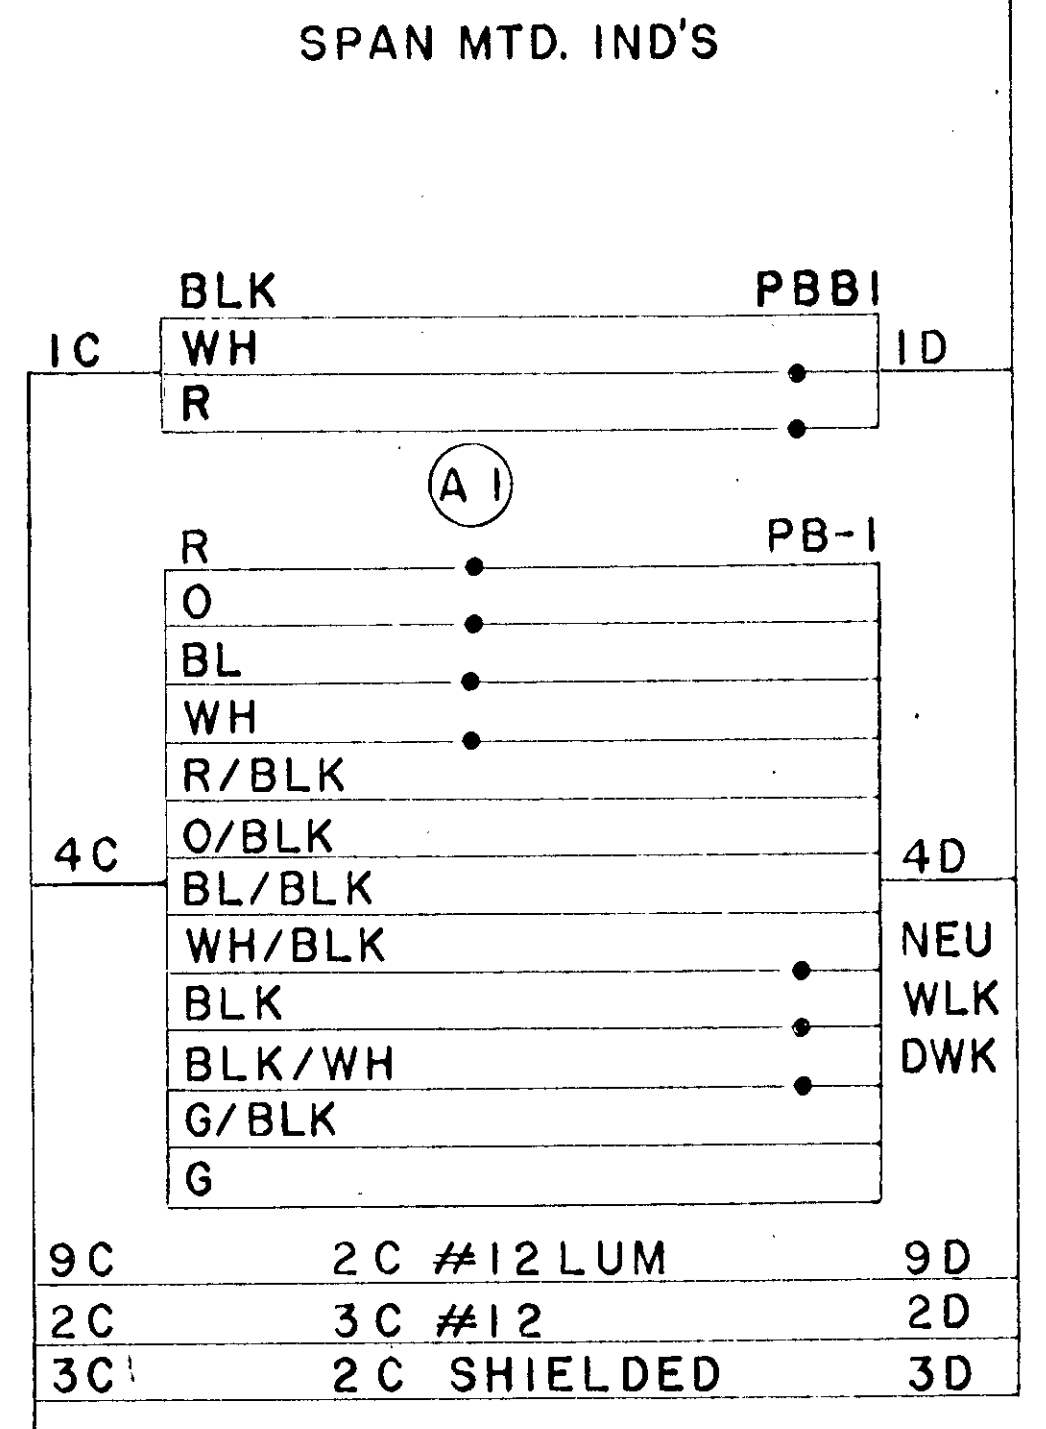 SPAN MTD. IND'S
BLK PBB1
1C WH 1D
R
A 1
R PB-1
O
BL
WH
R/BLK
4C O/BLK 4D
BL/BLK
WH/BLK NEU
BLK WLK
BLK/WH DWK
G/BLK
G
9C 2C #12 LUM 9D
2C 3C #12 2D
3C 2C SHIELDED 3D